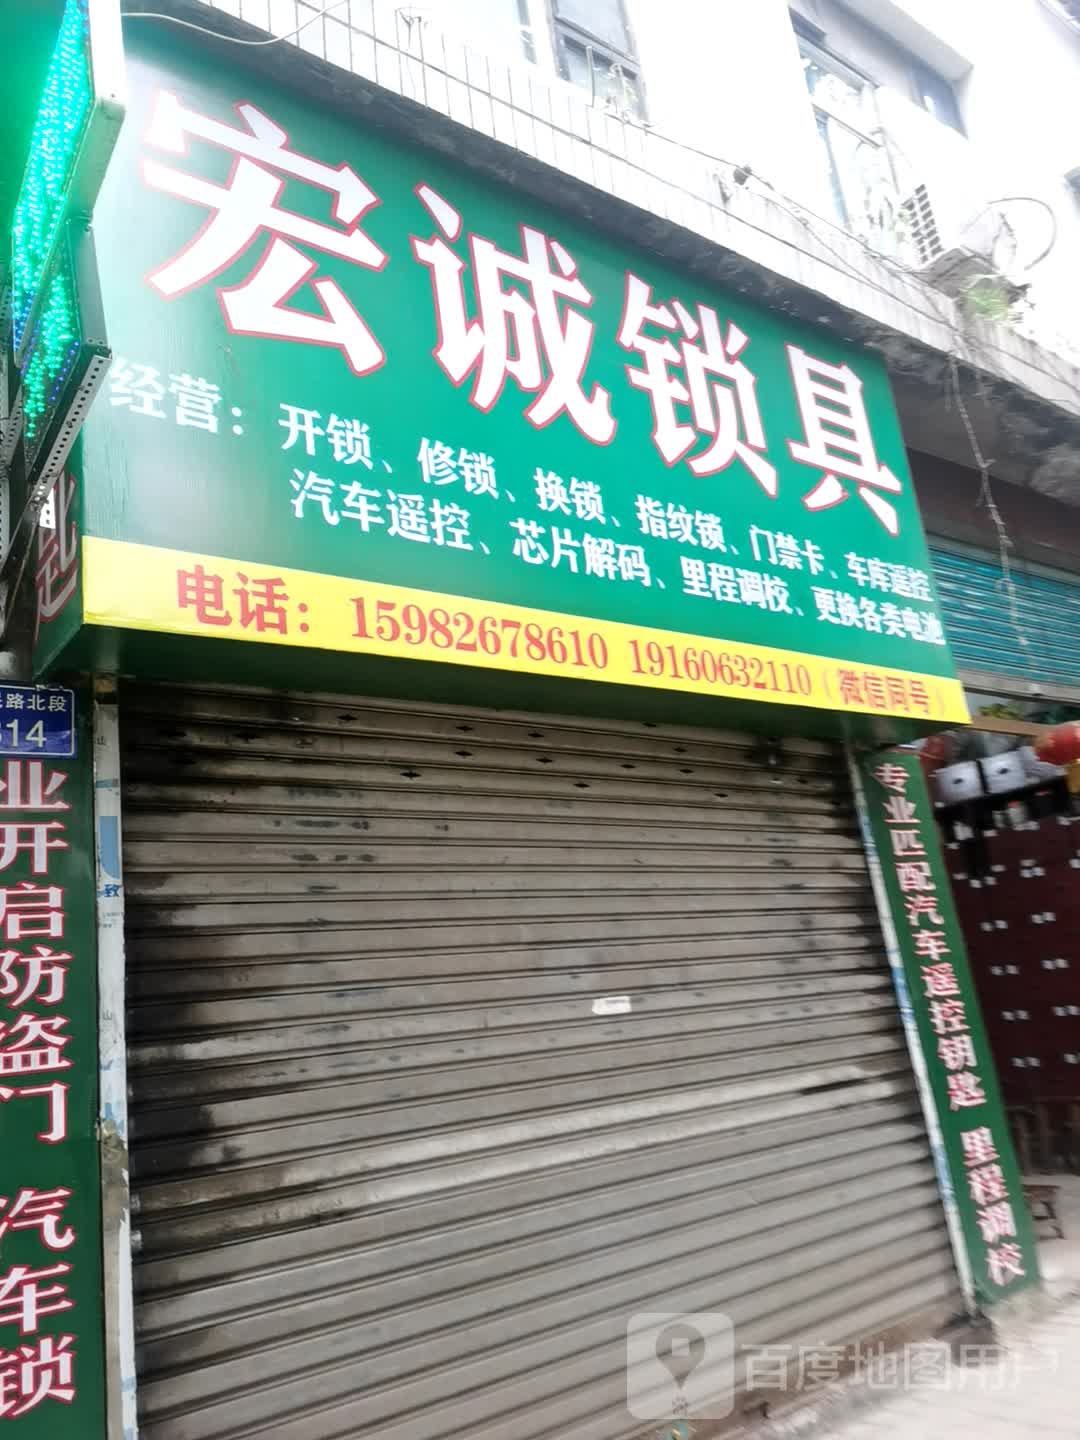 宏诚锁具
经营：开锁、修锁、换锁、指纹锁、门禁卡、车库遥控
汽车遥控、芯片解码、里程调校、更换各类电池
电话：15982678610 19160632110（微信同号）
匙
路北段
314
业开启防盗门 汽车锁
专业匹配汽车遥控钥匙 里程调校
百度地图用户